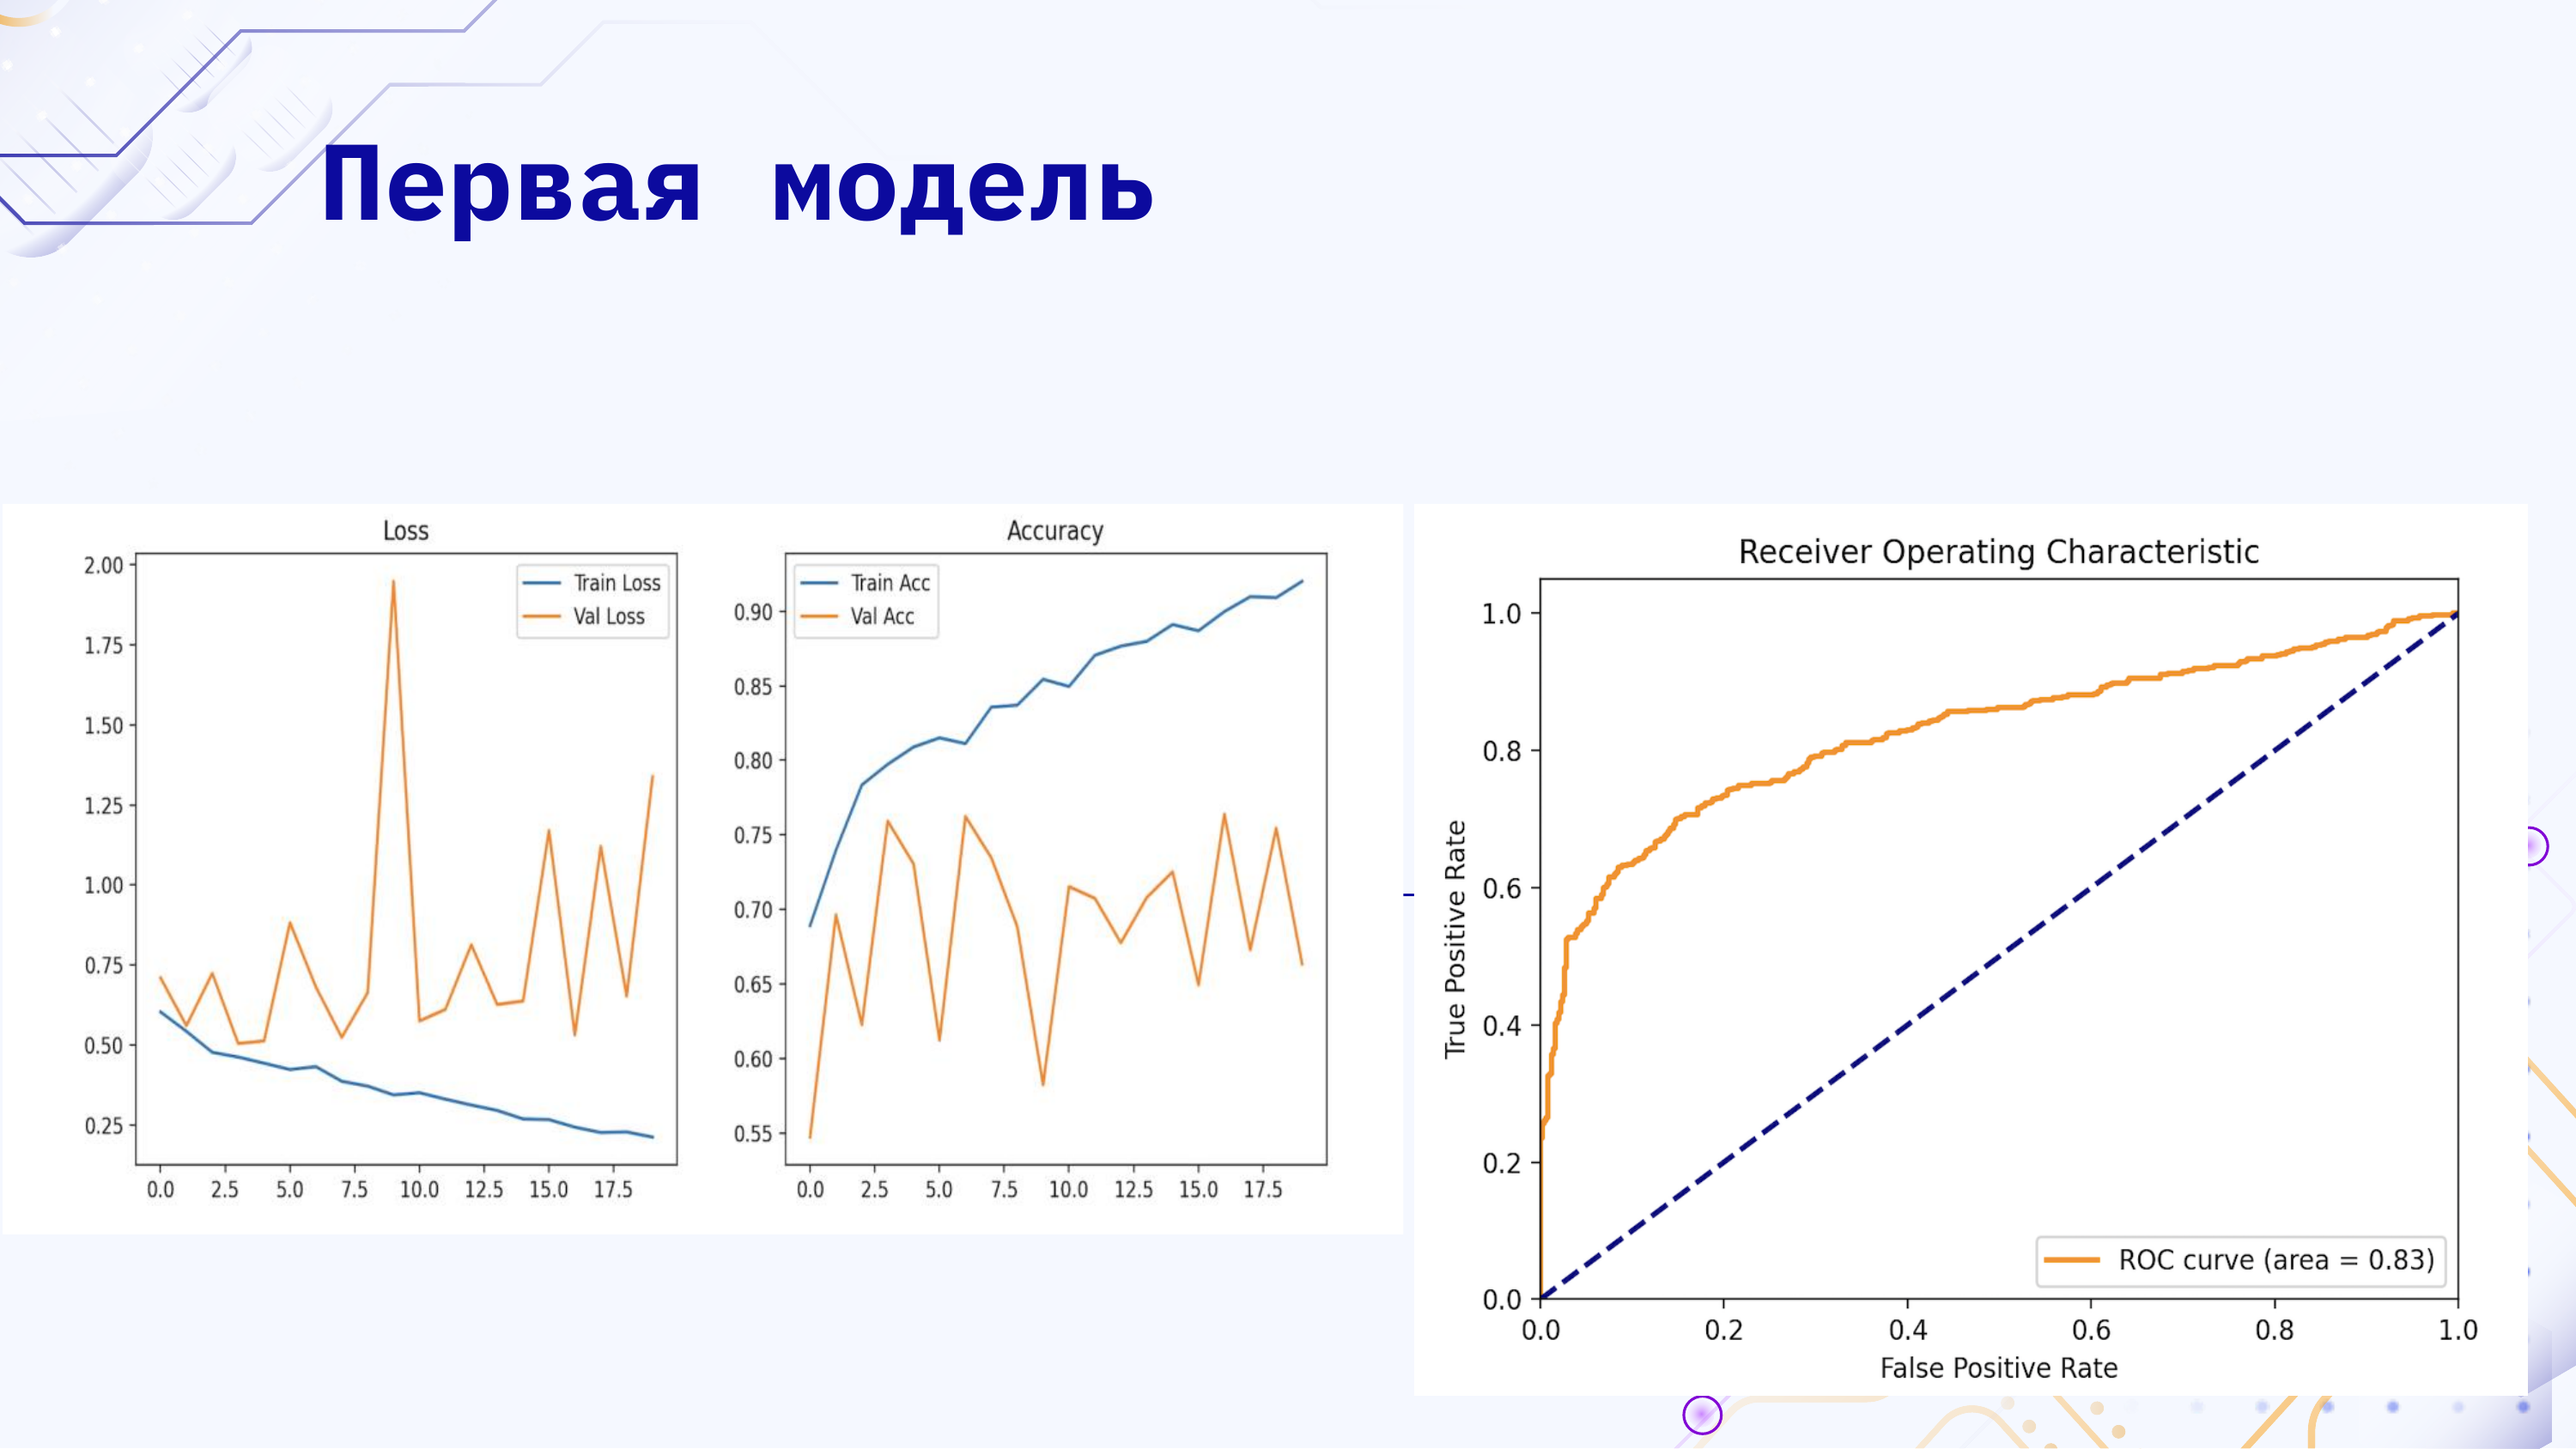 Первая модель
Loss
Train Loss
Val Loss
2.00
1.75
1.50
1.25
1.00
0.75
0.50
0.25
0.0 2.5 5.0 7.5 10.0 12.5 15.0 17.5
Accuracy
Train Acc
Val Acc
0.90
0.85
0.80
0.75
0.70
0.65
0.60
0.55
0.0 2.5 5.0 7.5 10.0 12.5 15.0 17.5
Receiver Operating Characteristic
True Positive Rate
1.0
0.8
0.6
0.4
0.2
0.0
ROC curve (area = 0.83)
0.0 0.2 0.4 0.6 0.8 1.0
False Positive Rate